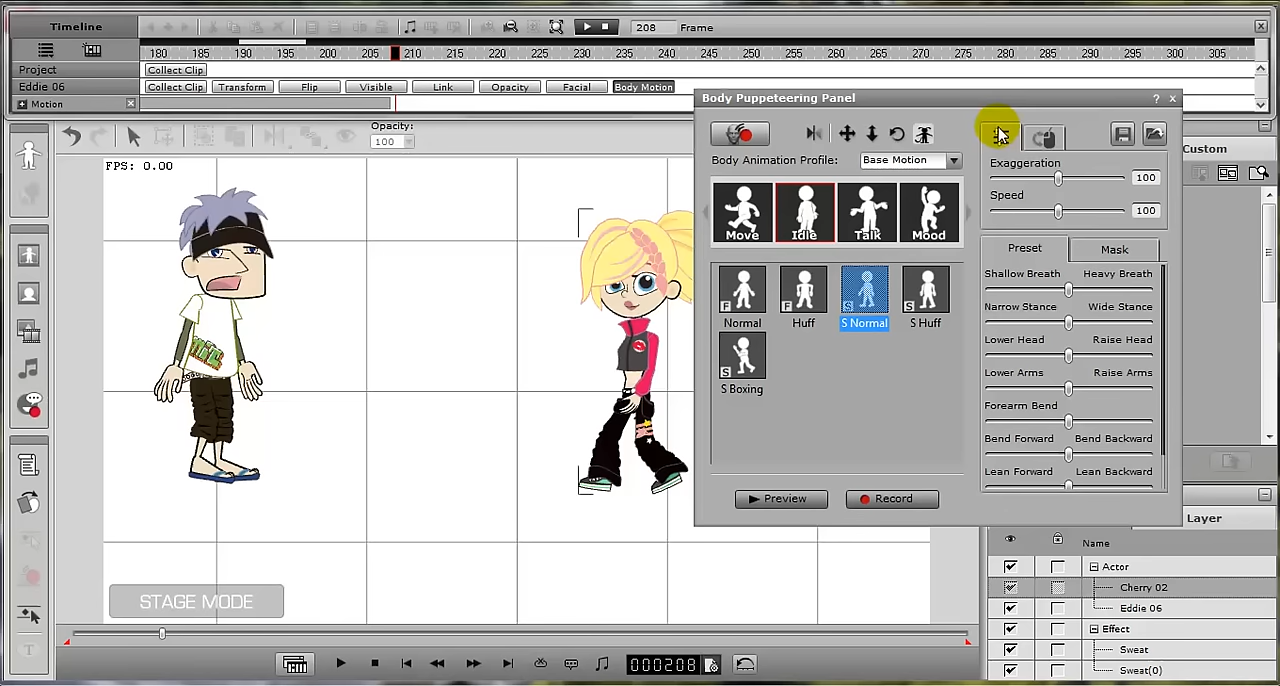 Timeline
208 Frame
180 185 190 195 200 205 210 215 220 225 230 235 240 245 250 255 260 265 270 275 280 285 290 295 300 305
Project
Collect Clip
Eddie 06
Collect Clip Transform Flip Visible Link Opacity Facial Body Motion
Motion
Opacity:
100
FPS: 0.00
Body Puppeteering Panel
? x
Body Animation Profile: Base Motion
Move Idle Talk Mood
F F S S
Normal Huff S Normal S Huff
S
S Boxing
Preview Record
Exaggeration
100
Speed
100
Preset Mask
Shallow Breath Heavy Breath
Narrow Stance Wide Stance
Lower Head Raise Head
Lower Arms Raise Arms
Forearm Bend
Bend Forward Bend Backward
Lean Forward Lean Backward
Custom
Layer
Name
Actor
Cherry 02
Eddie 06
Effect
Sweat
Sweat(0)
STAGE MODE
000208
T